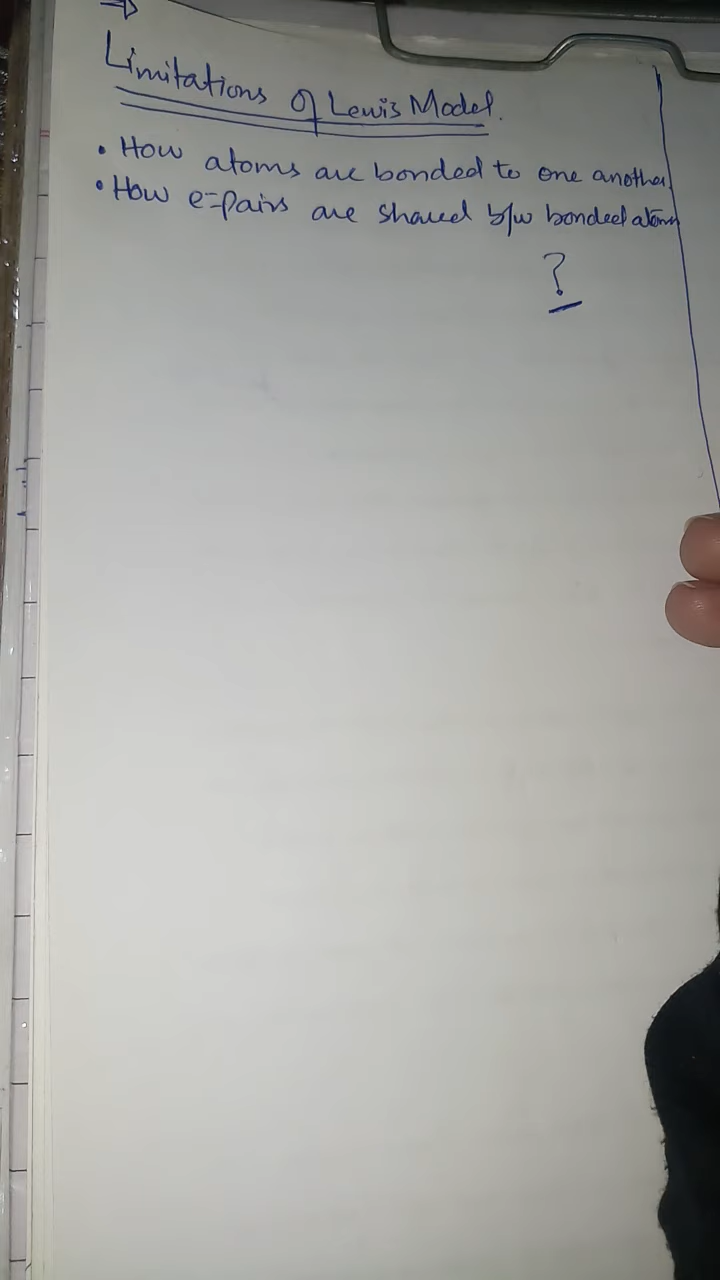 Limitations of Lewis Model.
• How atoms are bonded to one another
• How e-pairs are shared b/w bonded atoms
?